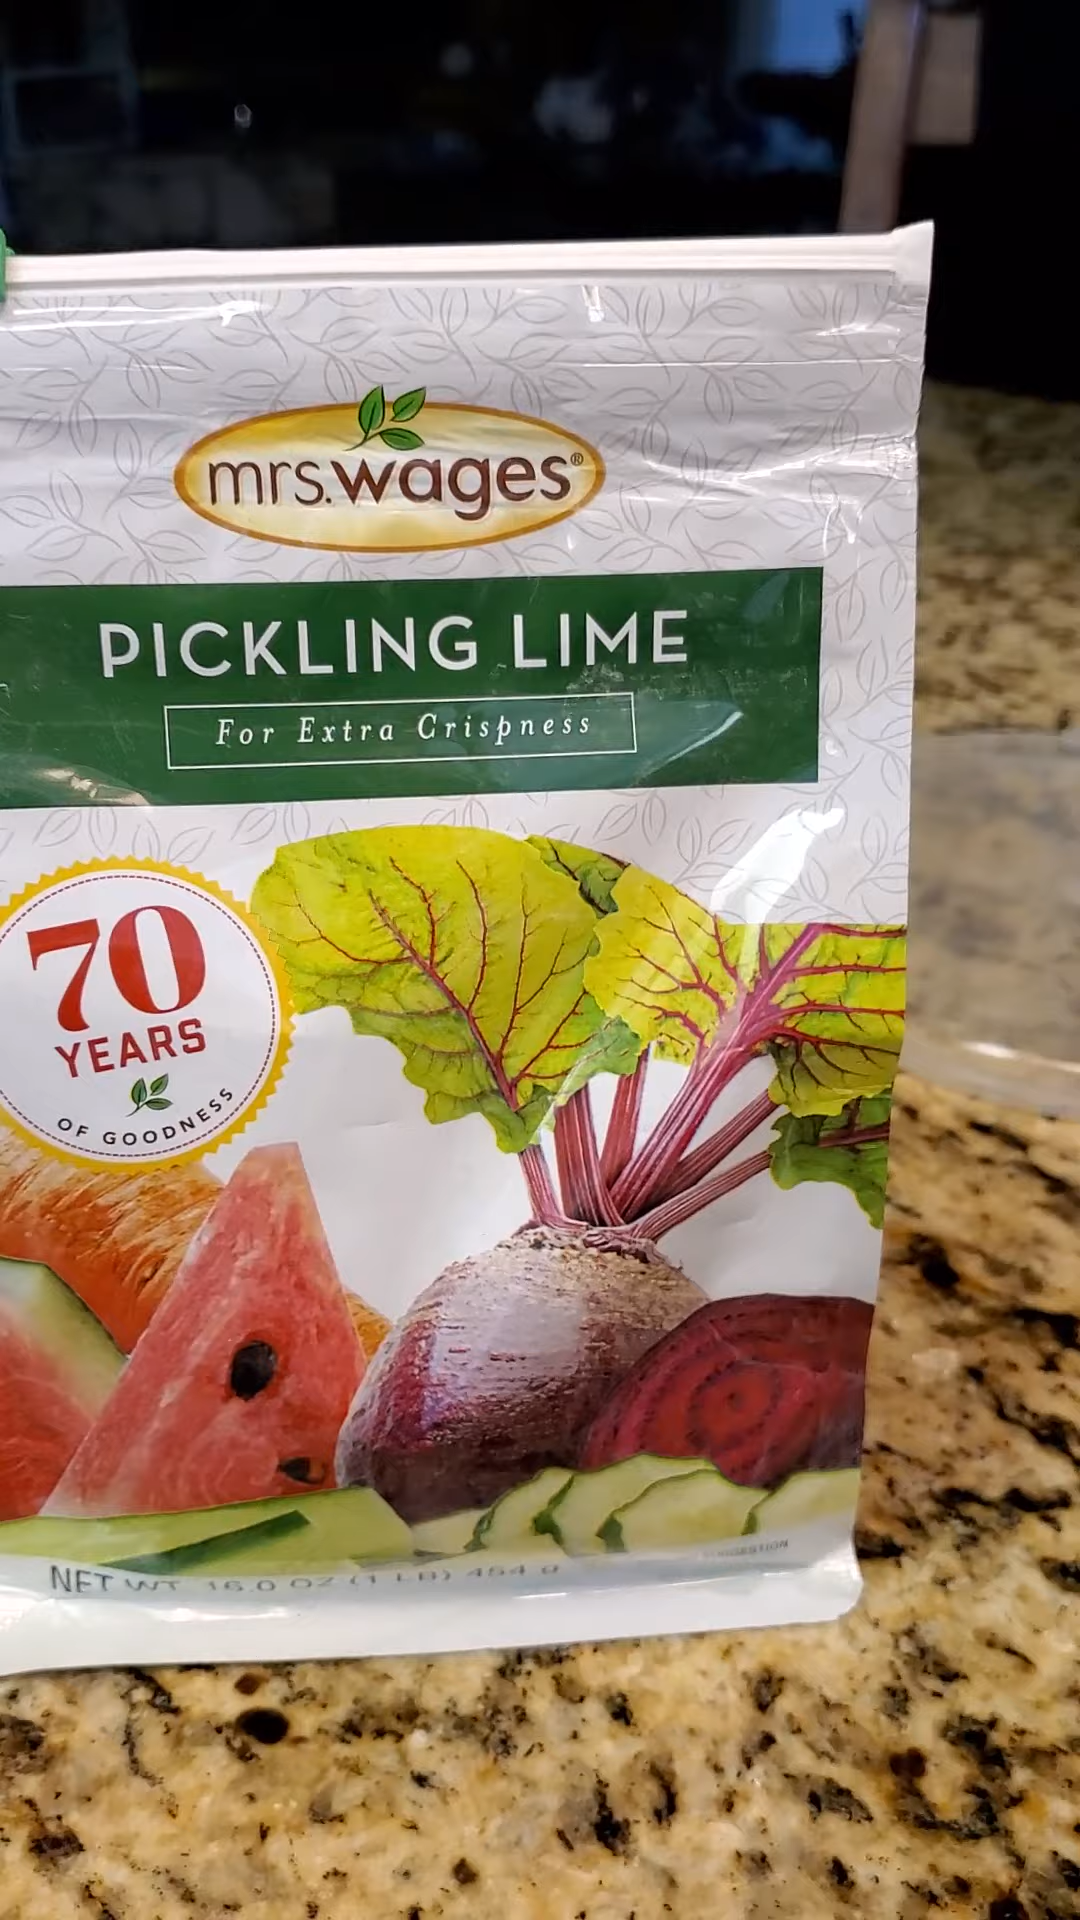 mrs.wages®
PICKLING LIME
For Extra Crispness
70
YEARS
OF GOODNESS
NET WT 16.0 OZ (1 LB) 454 g